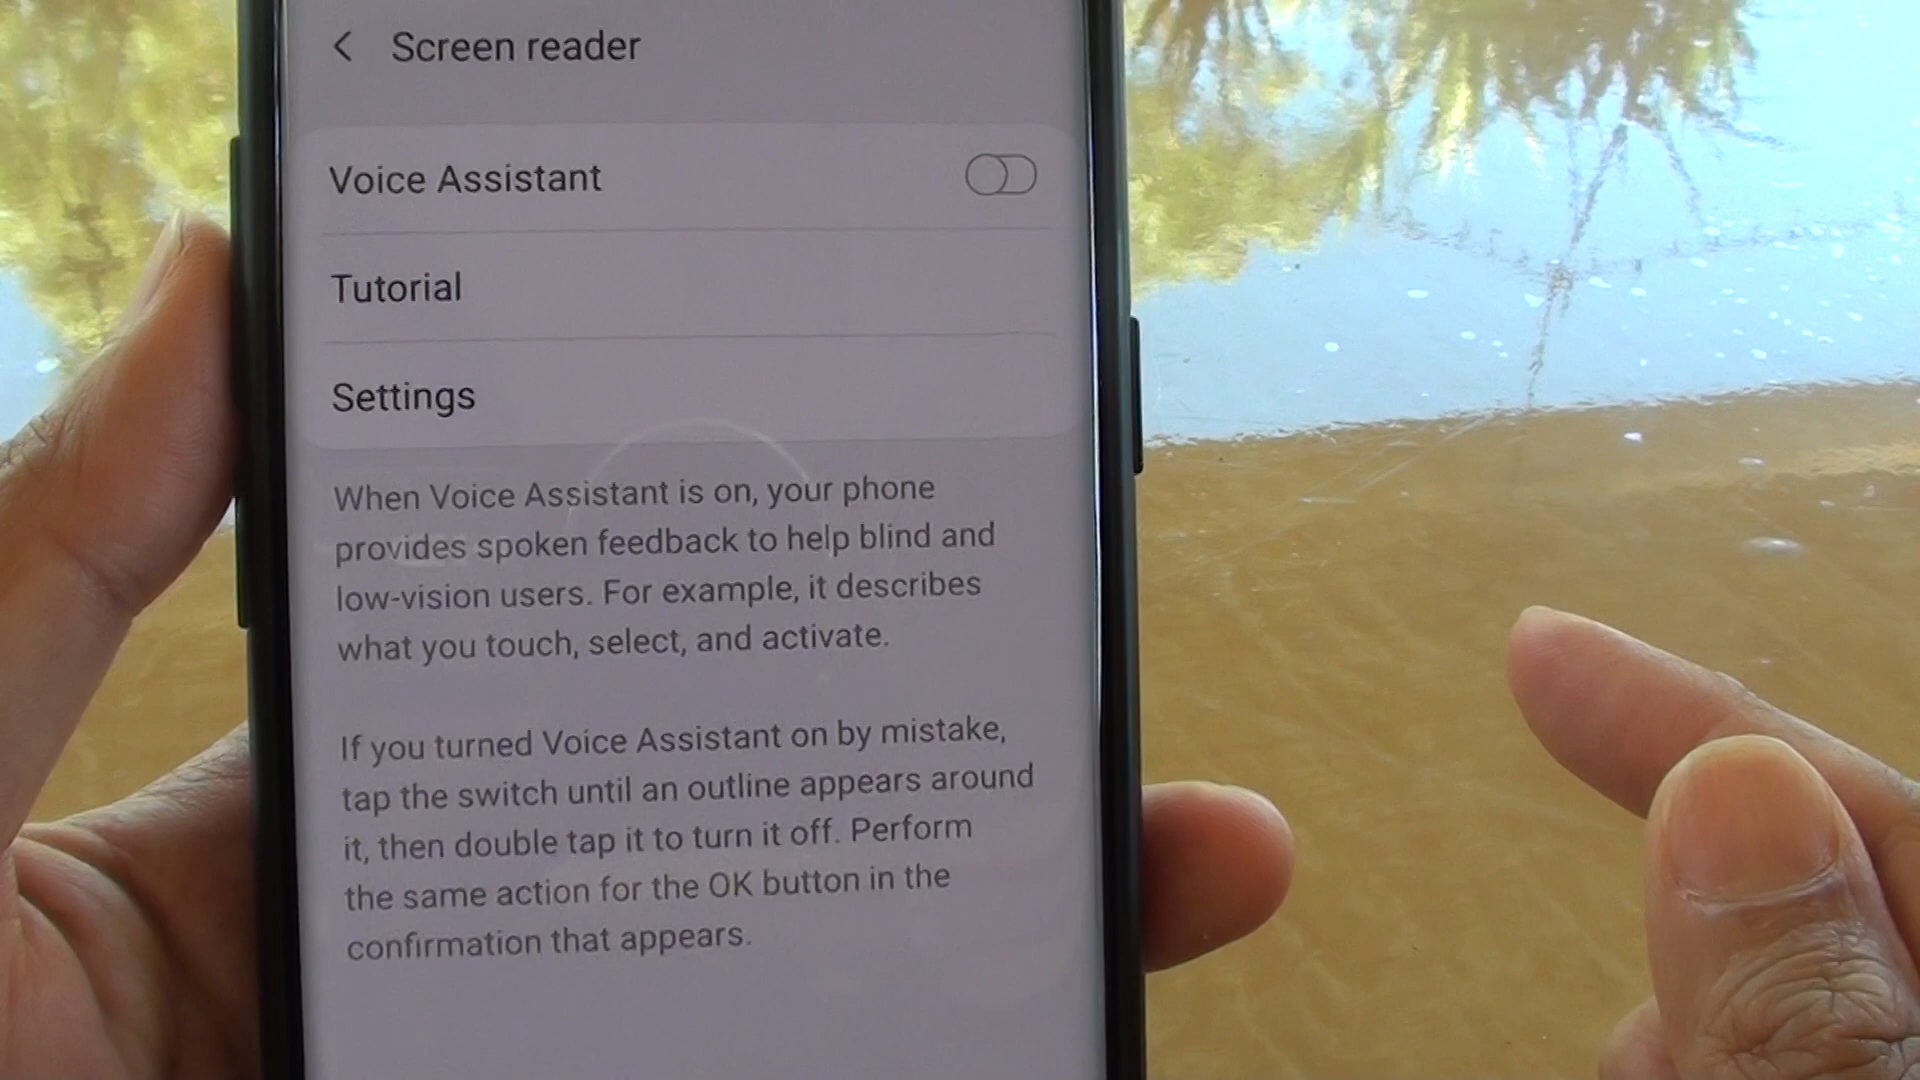 Screen reader
Voice Assistant
Tutorial
Settings
When Voice Assistant is on, your phone
provides spoken feedback to help blind and
low-vision users. For example, it describes
what you touch, select, and activate.
If you turned Voice Assistant on by mistake,
tap the switch until an outline appears around
it, then double tap it to turn it off. Perform
the same action for the OK button in the
confirmation that appears.